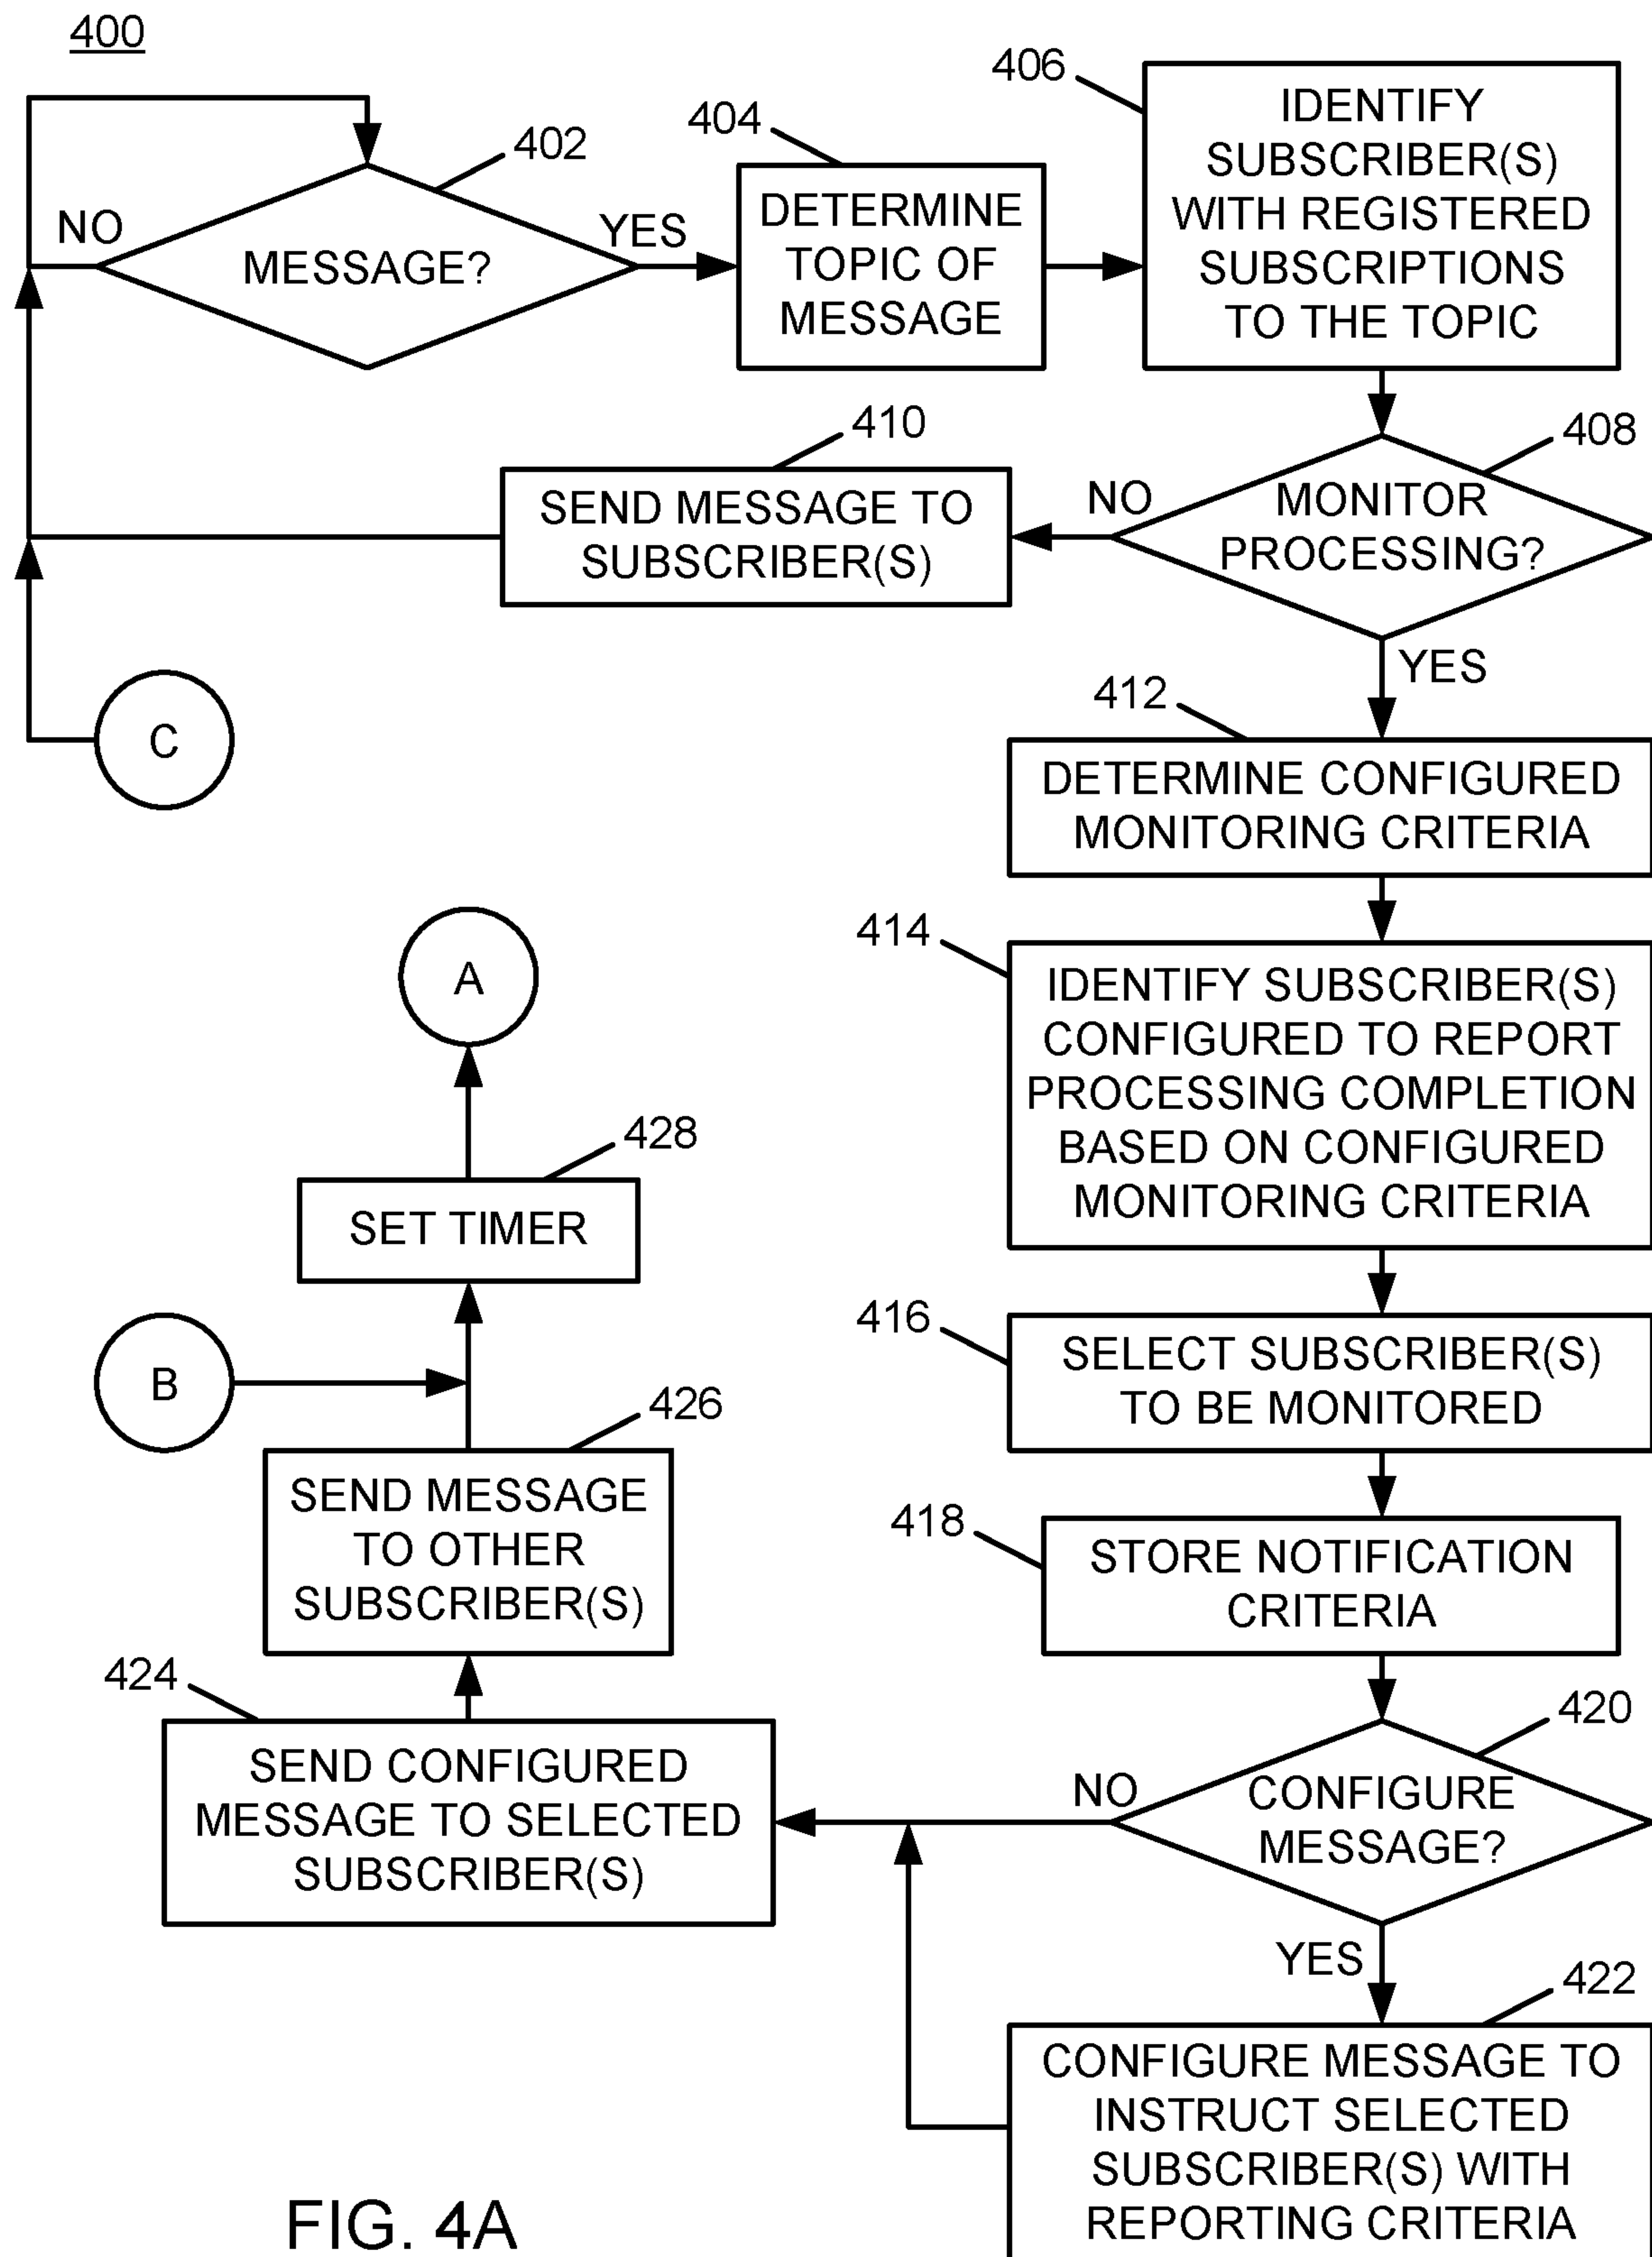 400
402
NO
MESSAGE?
YES
404
DETERMINE
TOPIC OF
MESSAGE
406
IDENTIFY
SUBSCRIBER(S)
WITH REGISTERED
SUBSCRIPTIONS
TO THE TOPIC
408
MONITOR
PROCESSING?
NO
YES
410
SEND MESSAGE TO
SUBSCRIBER(S)
C
412
DETERMINE CONFIGURED
MONITORING CRITERIA
414
IDENTIFY SUBSCRIBER(S)
CONFIGURED TO REPORT
PROCESSING COMPLETION
BASED ON CONFIGURED
MONITORING CRITERIA
416
SELECT SUBSCRIBER(S)
TO BE MONITORED
418
STORE NOTIFICATION
CRITERIA
420
CONFIGURE
MESSAGE?
NO
YES
422
CONFIGURE MESSAGE TO
INSTRUCT SELECTED
SUBSCRIBER(S) WITH
REPORTING CRITERIA
424
SEND CONFIGURED
MESSAGE TO SELECTED
SUBSCRIBER(S)
426
SEND MESSAGE
TO OTHER
SUBSCRIBER(S)
B
428
SET TIMER
A
FIG. 4A